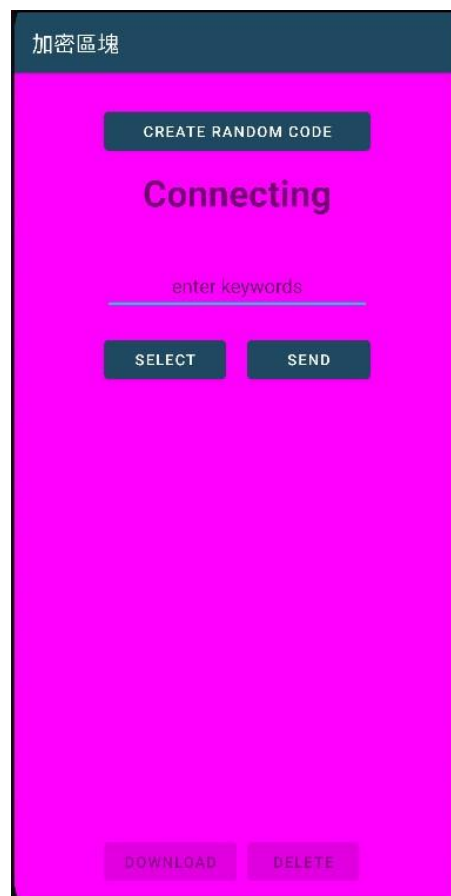 加密區塊
CREATE RANDOM CODE
Connecting
enter keywords
SELECT SEND
DOWNLOAD DELETE